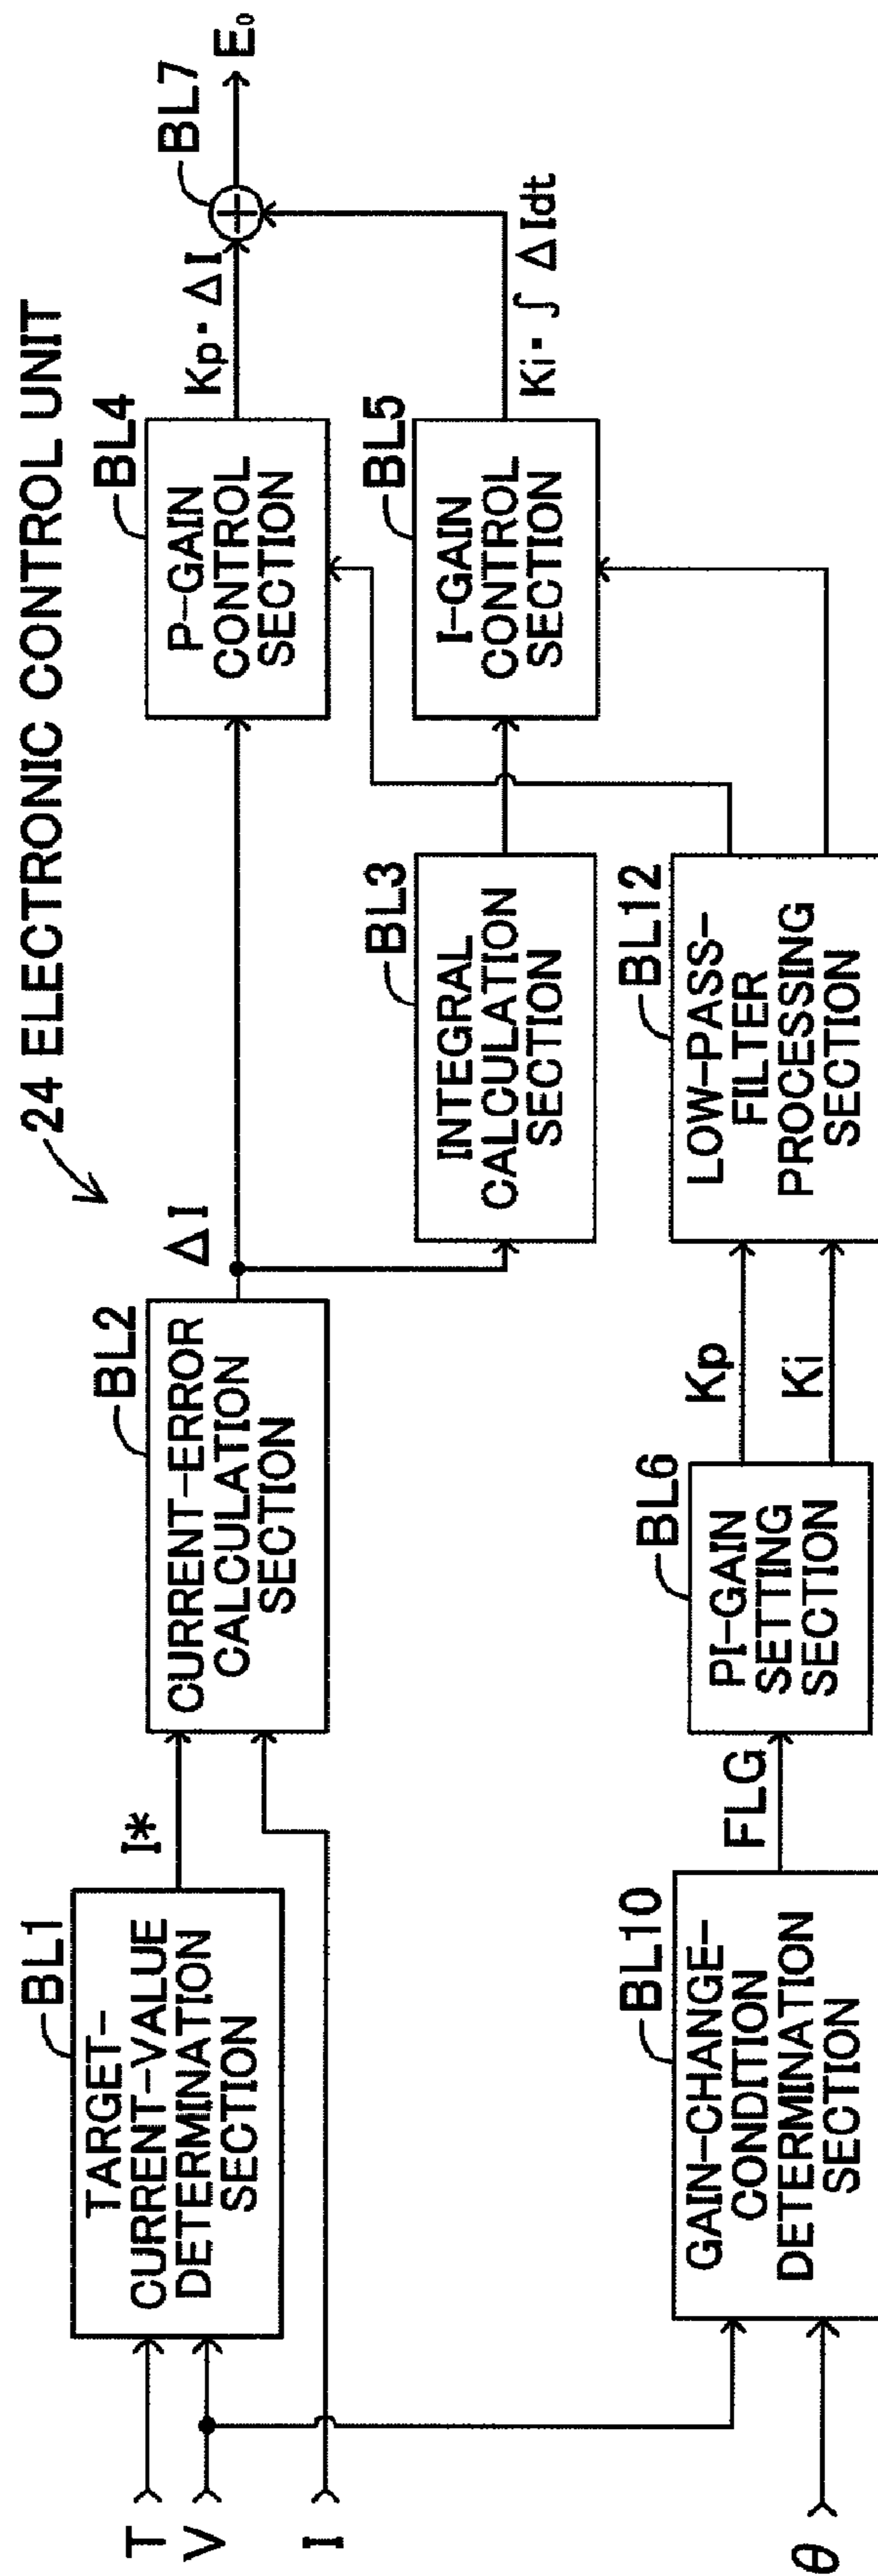 24 ELECTRONIC CONTROL UNIT
T
V
I
θ
BL1
TARGET-
CURRENT-VALUE
DETERMINATION
SECTION
I*
BL2
CURRENT-ERROR
CALCULATION
SECTION
ΔI
BL4
P-GAIN
CONTROL
SECTION
Kp・ΔI
BL7
E₀
BL3
INTEGRAL
CALCULATION
SECTION
BL5
I-GAIN
CONTROL
SECTION
Ki・∫ΔIdt
BL10
GAIN-CHANGE-
CONDITION
DETERMINATION
SECTION
FLG
BL6
PI-GAIN
SETTING
SECTION
Kp
Ki
BL12
LOW-PASS-
FILTER
PROCESSING
SECTION